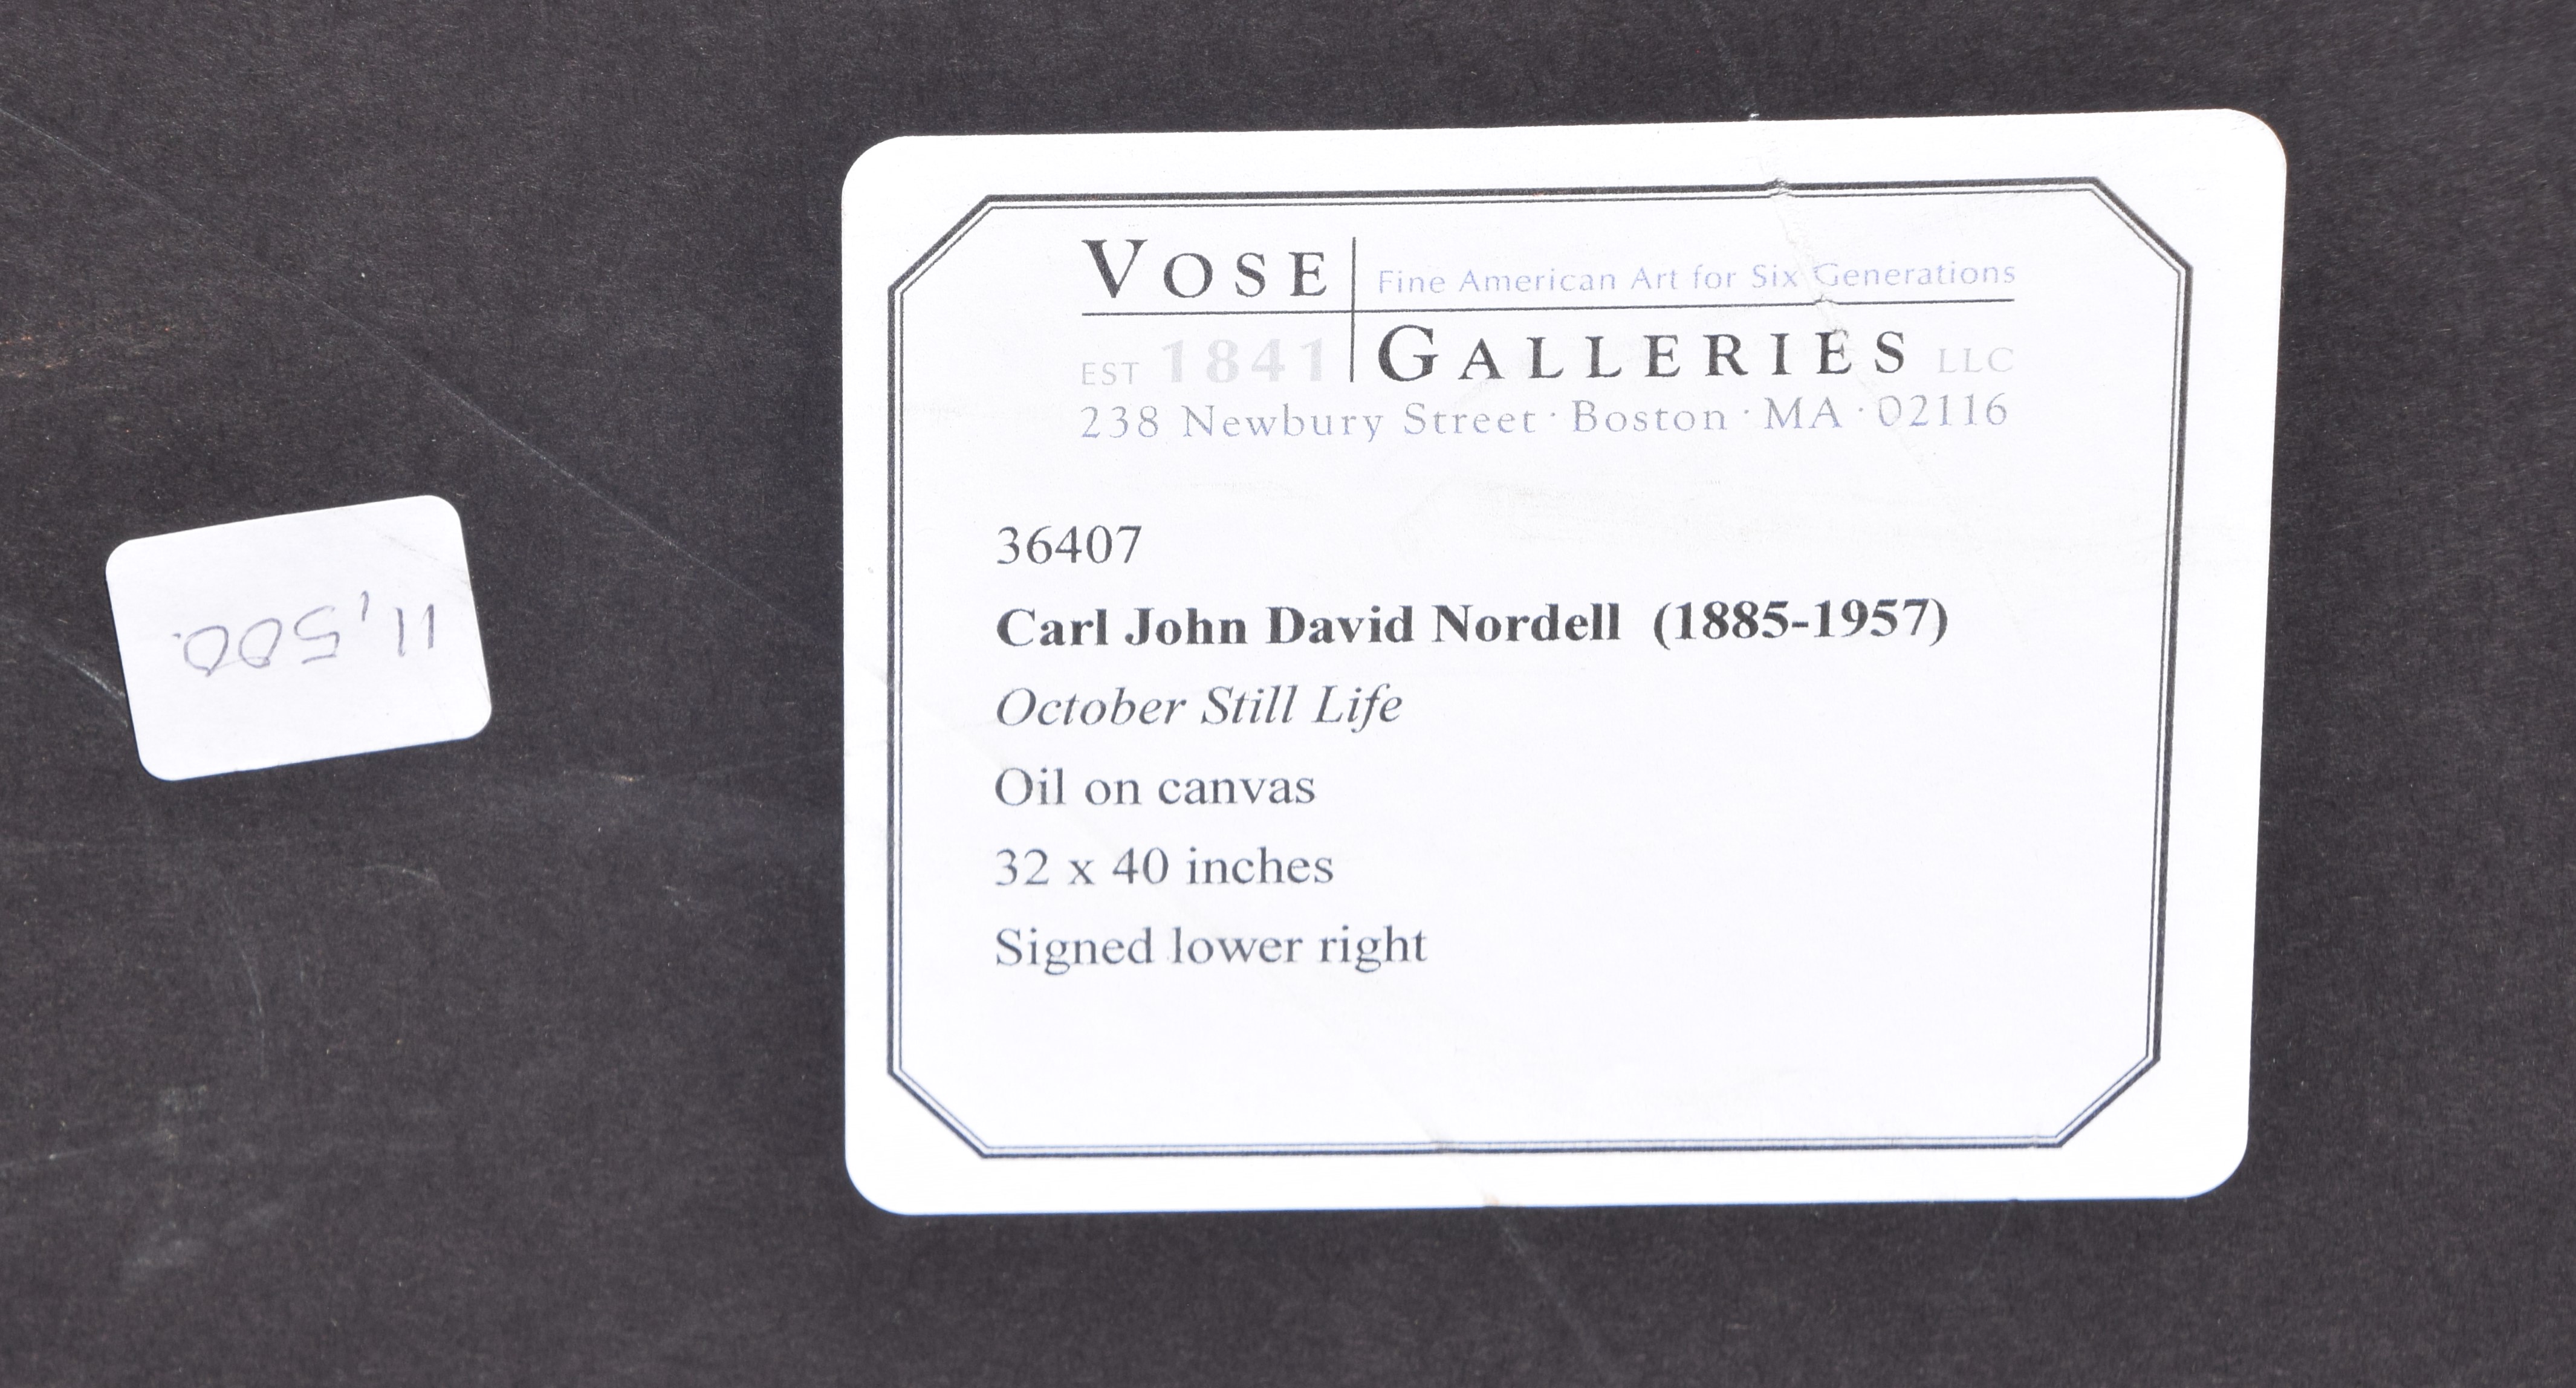 VOSE Fine American Art for Six Generations
EST 1841 GALLERIES LLC
238 Newbury Street · Boston · MA · 02116
36407
Carl John David Nordell (1885-1957)
October Still Life
Oil on canvas
32 x 40 inches
Signed lower right
11,500.